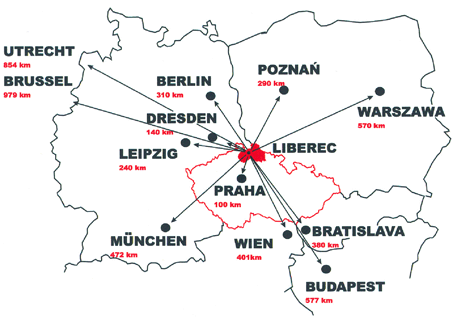 UTRECHT
854 km
BRUSSEL
979 km
BERLIN
310 km
POZNAŃ
290 km
WARSZAWA
570 km
DRESDEN
140 km
LEIPZIG
240 km
LIBEREC
PRAHA
100 km
MÜNCHEN
472 km
WIEN
401km
BRATISLAVA
380 km
BUDAPEST
577 km